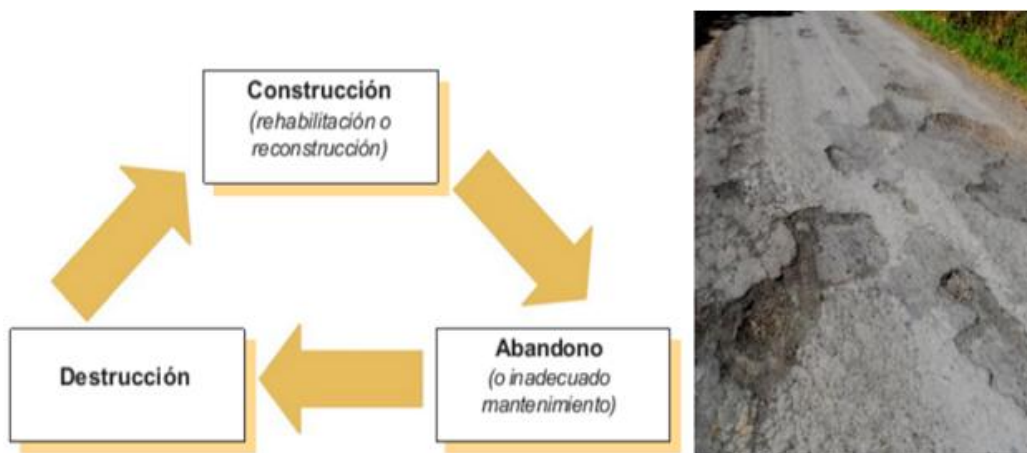 Construcción
(rehabilitación o
reconstrucción)
Abandono
(o inadecuado
mantenimiento)
Destrucción